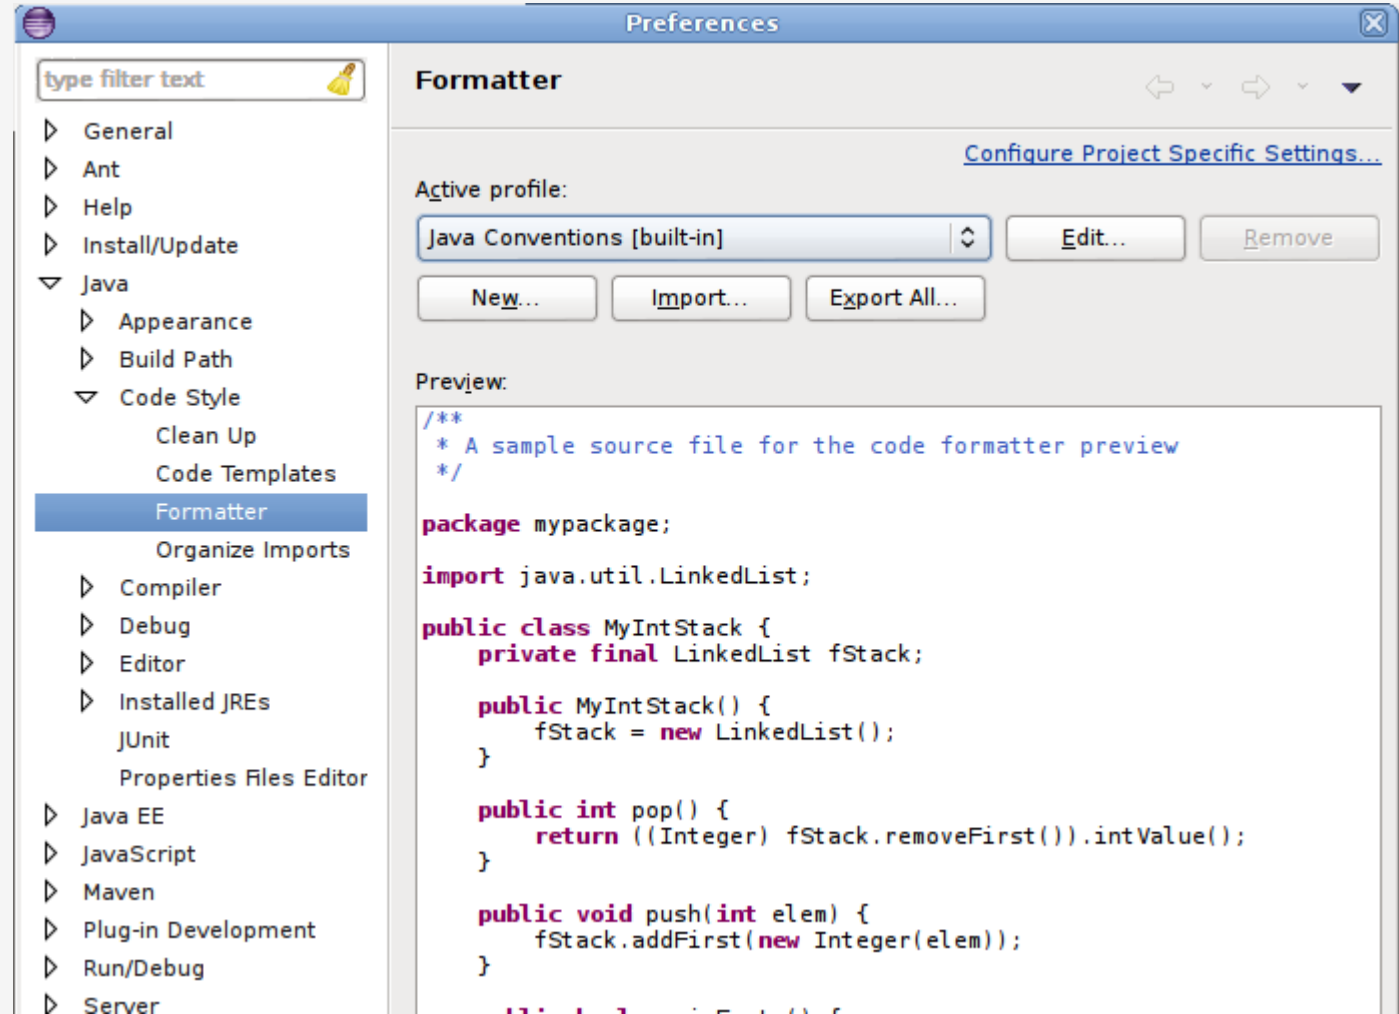 Preferences
type filter text
General
Ant
Help
Install/Update
Java
Appearance
Build Path
Code Style
Clean Up
Code Templates
Formatter
Organize Imports
Compiler
Debug
Editor
Installed JREs
JUnit
Properties Files Editor
Java EE
JavaScript
Maven
Plug-in Development
Run/Debug
Server
Formatter
Configure Project Specific Settings...
Active profile:
Java Conventions [built-in]
Edit...
Remove
New...
Import...
Export All...
Preview:
/**
 * A sample source file for the code formatter preview
 */
package mypackage;
import java.util.LinkedList;
public class MyIntStack {
    private final LinkedList fStack;
    public MyIntStack() {
        fStack = new LinkedList();
    }
    public int pop() {
        return ((Integer) fStack.removeFirst()).intValue();
    }
    public void push(int elem) {
        fStack.addFirst(new Integer(elem));
    }